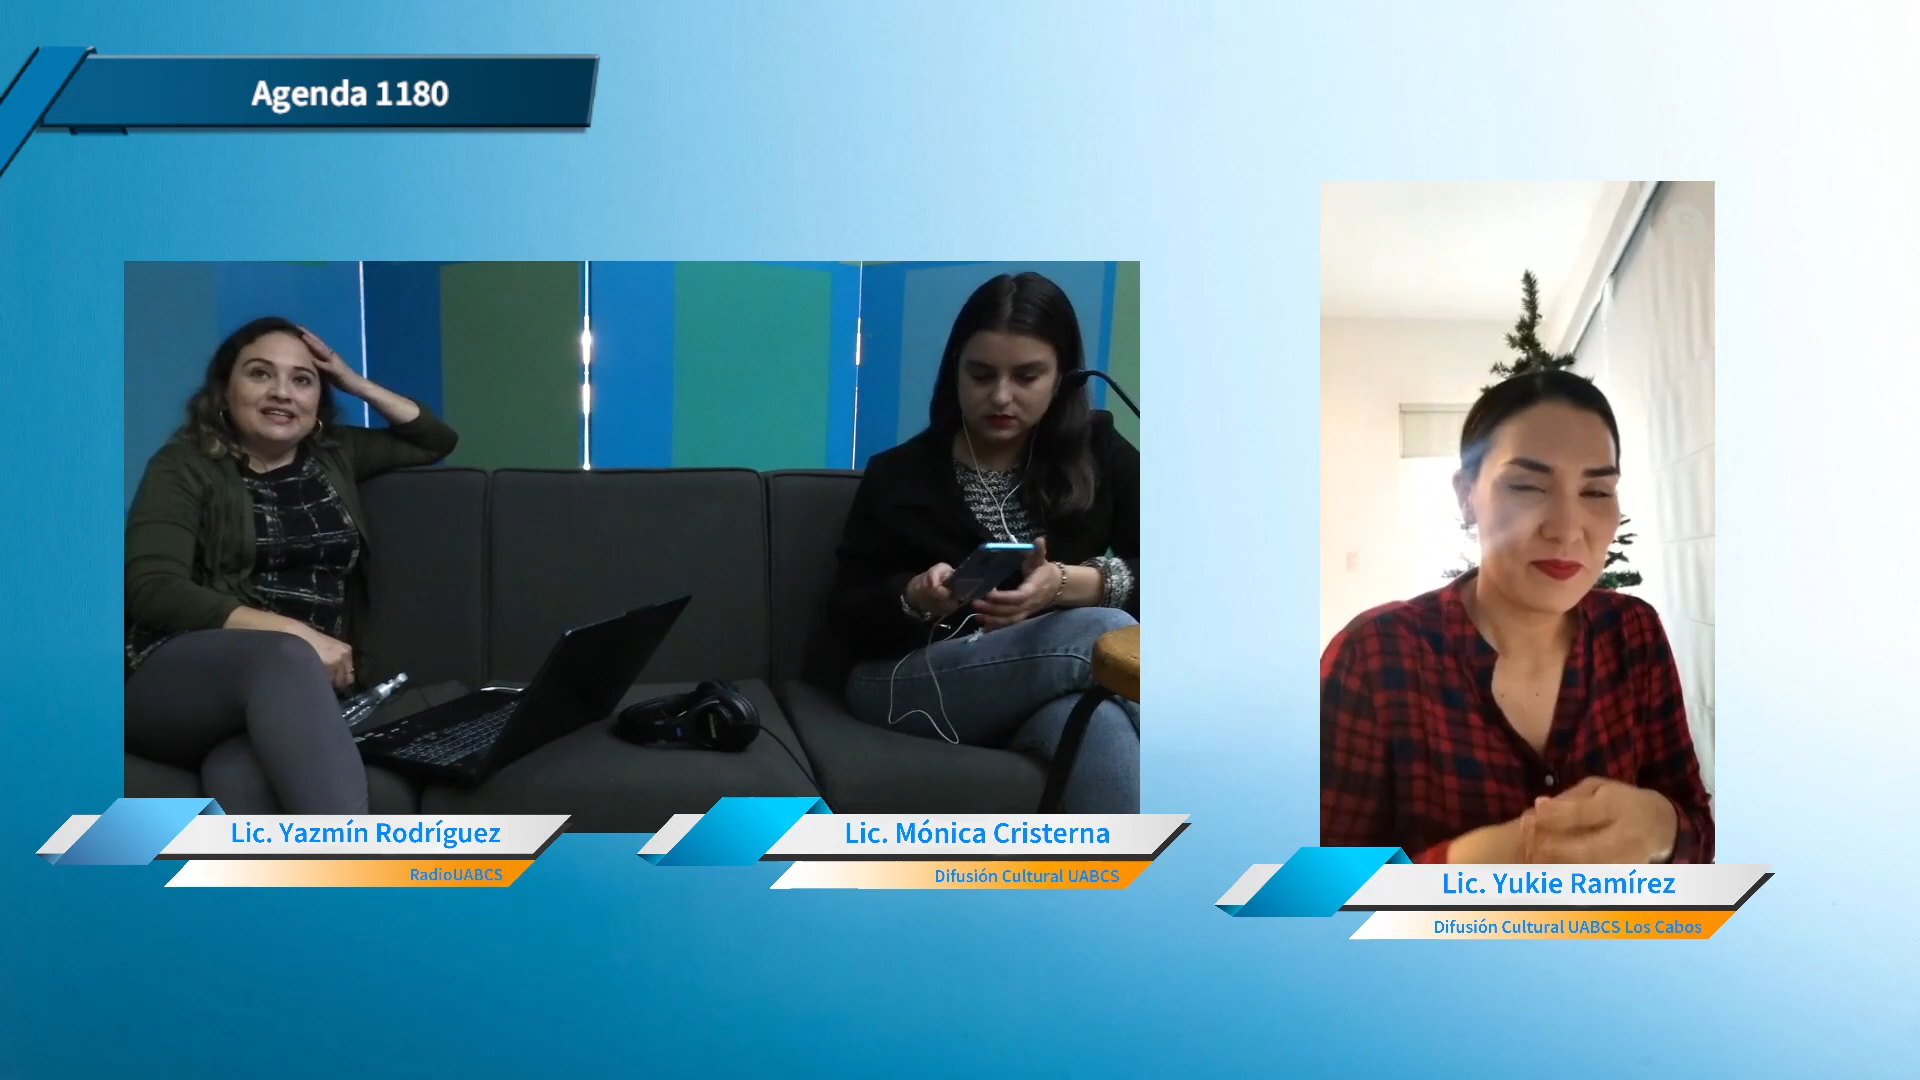 Agenda 1180
Lic. Yazmín Rodríguez
RadioUABCS
Lic. Mónica Cristerna
Difusión Cultural UABCS
Lic. Yukie Ramírez
Difusión Cultural UABCS Los Cabos